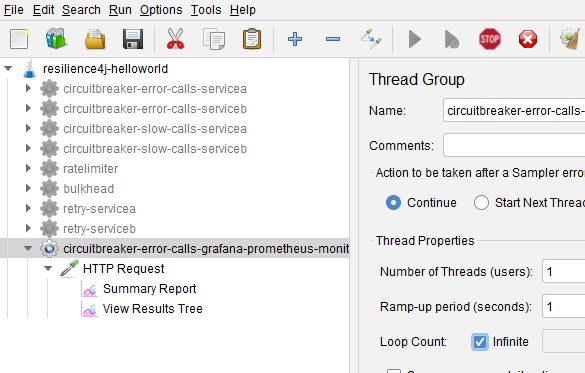 File Edit Search Run Options Tools Help
STOP
resilience4j-helloworld
circuitbreaker-error-calls-servicea
circuitbreaker-error-calls-serviceb
circuitbreaker-slow-calls-servicea
circuitbreaker-slow-calls-serviceb
ratelimiter
bulkhead
retry-servicea
retry-serviceb
circuitbreaker-error-calls-grafana-prometheus-monit
HTTP Request
Summary Report
View Results Tree
Thread Group
Name: circuitbreaker-error-calls-
Comments:
Action to be taken after a Sampler error
Continue Start Next Threa
Thread Properties
Number of Threads (users): 1
Ramp-up period (seconds): 1
Loop Count: Infinite